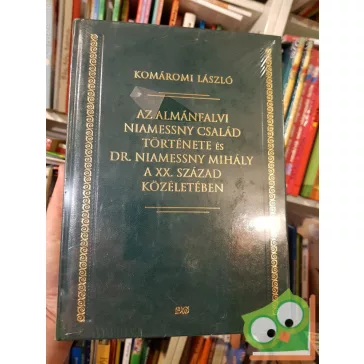 KOMÁROMI LÁSZLÓ
AZ ALMÁNFALVI
NIAMESSNY CSALÁD
TÖRTÉNETE ÉS
DR. NIAMESSNY MIHÁLY
A XX. SZÁZAD
KÖZÉLETÉBEN